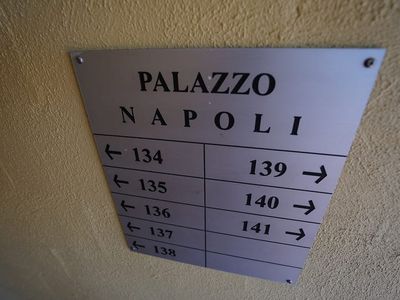 PALAZZO
NAPOLI
← 134 139 →
← 135 140 →
← 136 141 →
← 137
← 138